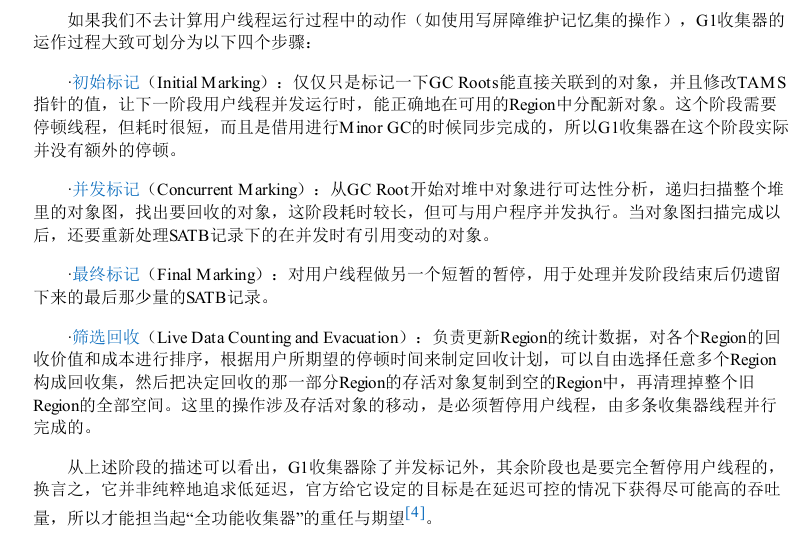 如果我们不去计算用户线程运行过程中的动作（如使用写屏障维护记忆集的操作），G1收集器的
运作过程大致可划分为以下四个步骤：
·初始标记（Initial Marking）：仅仅只是标记一下GC Roots能直接关联到的对象，并且修改TAMS
指针的值，让下一阶段用户线程并发运行时，能正确地在可用的Region中分配新对象。这个阶段需要
停顿线程，但耗时很短，而且是借用进行Minor GC的时候同步完成的，所以G1收集器在这个阶段实际
并没有额外的停顿。
·并发标记（Concurrent Marking）：从GC Root开始对堆中对象进行可达性分析，递归扫描整个堆
里的对象图，找出要回收的对象，这阶段耗时较长，但可与用户程序并发执行。当对象图扫描完成以
后，还要重新处理SATB记录下的在并发时有引用变动的对象。
·最终标记（Final Marking）：对用户线程做另一个短暂的暂停，用于处理并发阶段结束后仍遗留
下来的最后那少量的SATB记录。
·筛选回收（Live Data Counting and Evacuation）：负责更新Region的统计数据，对各个Region的回
收价值和成本进行排序，根据用户所期望的停顿时间来制定回收计划，可以自由选择任意多个Region
构成回收集，然后把决定回收的那一部分Region的存活对象复制到空的Region中，再清理掉整个旧
Region的全部空间。这里的操作涉及存活对象的移动，是必须暂停用户线程，由多条收集器线程并行
完成的。
从上述阶段的描述可以看出，G1收集器除了并发标记外，其余阶段也是要完全暂停用户线程的，
换言之，它并非纯粹地追求低延迟，官方给它设定的目标是在延迟可控的情况下获得尽可能高的吞吐
量，所以才能担当起“全功能收集器”的重任与期望[4]。